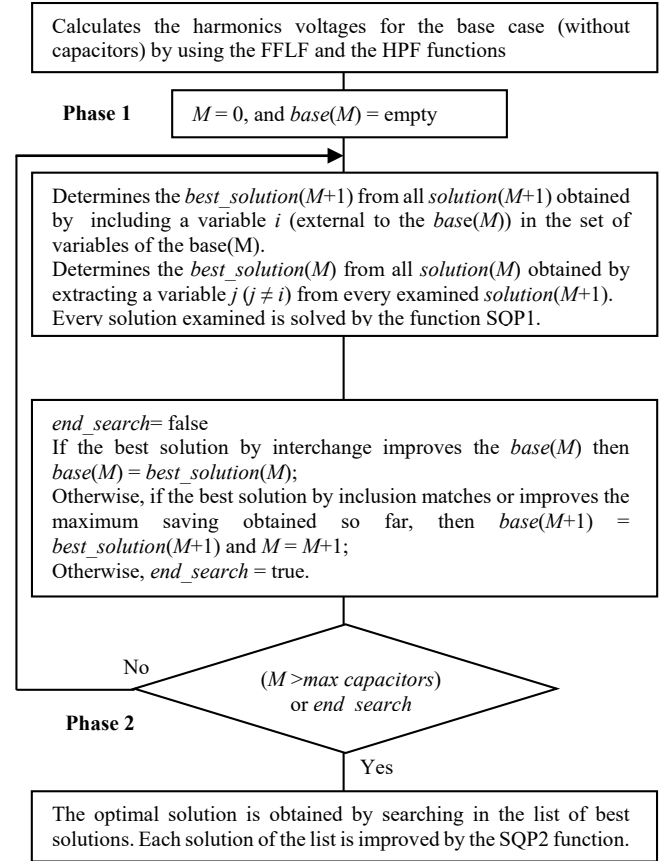 Calculates the harmonics voltages for the base case (without
capacitors) by using the FFLF and the HPF functions
Phase 1
M = 0, and base(M) = empty
Determines the best_solution(M+1) from all solution(M+1) obtained
by including a variable i (external to the base(M)) in the set of
variables of the base(M).
Determines the best_solution(M) from all solution(M) obtained by
extracting a variable j (j ≠ i) from every examined solution(M+1).
Every solution examined is solved by the function SQP1.
end_search= false
If the best solution by interchange improves the base(M) then
base(M) = best_solution(M);
Otherwise, if the best solution by inclusion matches or improves the
maximum saving obtained so far, then base(M+1) =
best_solution(M+1) and M = M+1;
Otherwise, end_search = true.
No
(M >max capacitors)
or end search
Phase 2
Yes
The optimal solution is obtained by searching in the list of best
solutions. Each solution of the list is improved by the SQP2 function.